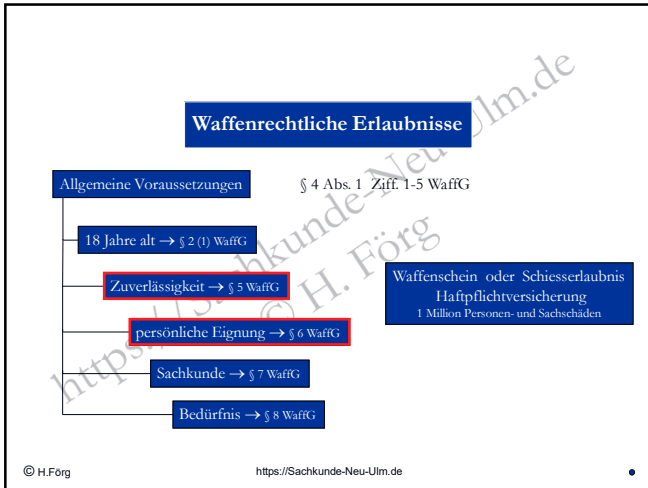 Waffenrechtliche Erlaubnisse
Allgemeine Voraussetzungen
§ 4 Abs. 1 Ziff. 1-5 WaffG
18 Jahre alt → § 2 (1) WaffG
Zuverlässigkeit → § 5 WaffG
persönliche Eignung → § 6 WaffG
Sachkunde → § 7 WaffG
Bedürfnis → § 8 WaffG
Waffenschein oder Schiesserlaubnis
Haftpflichtversicherung
1 Million Personen- und Sachschäden
https://Sachkunde-Neu-Ulm.de
© H. Förg
© H.Förg
https://Sachkunde-Neu-Ulm.de